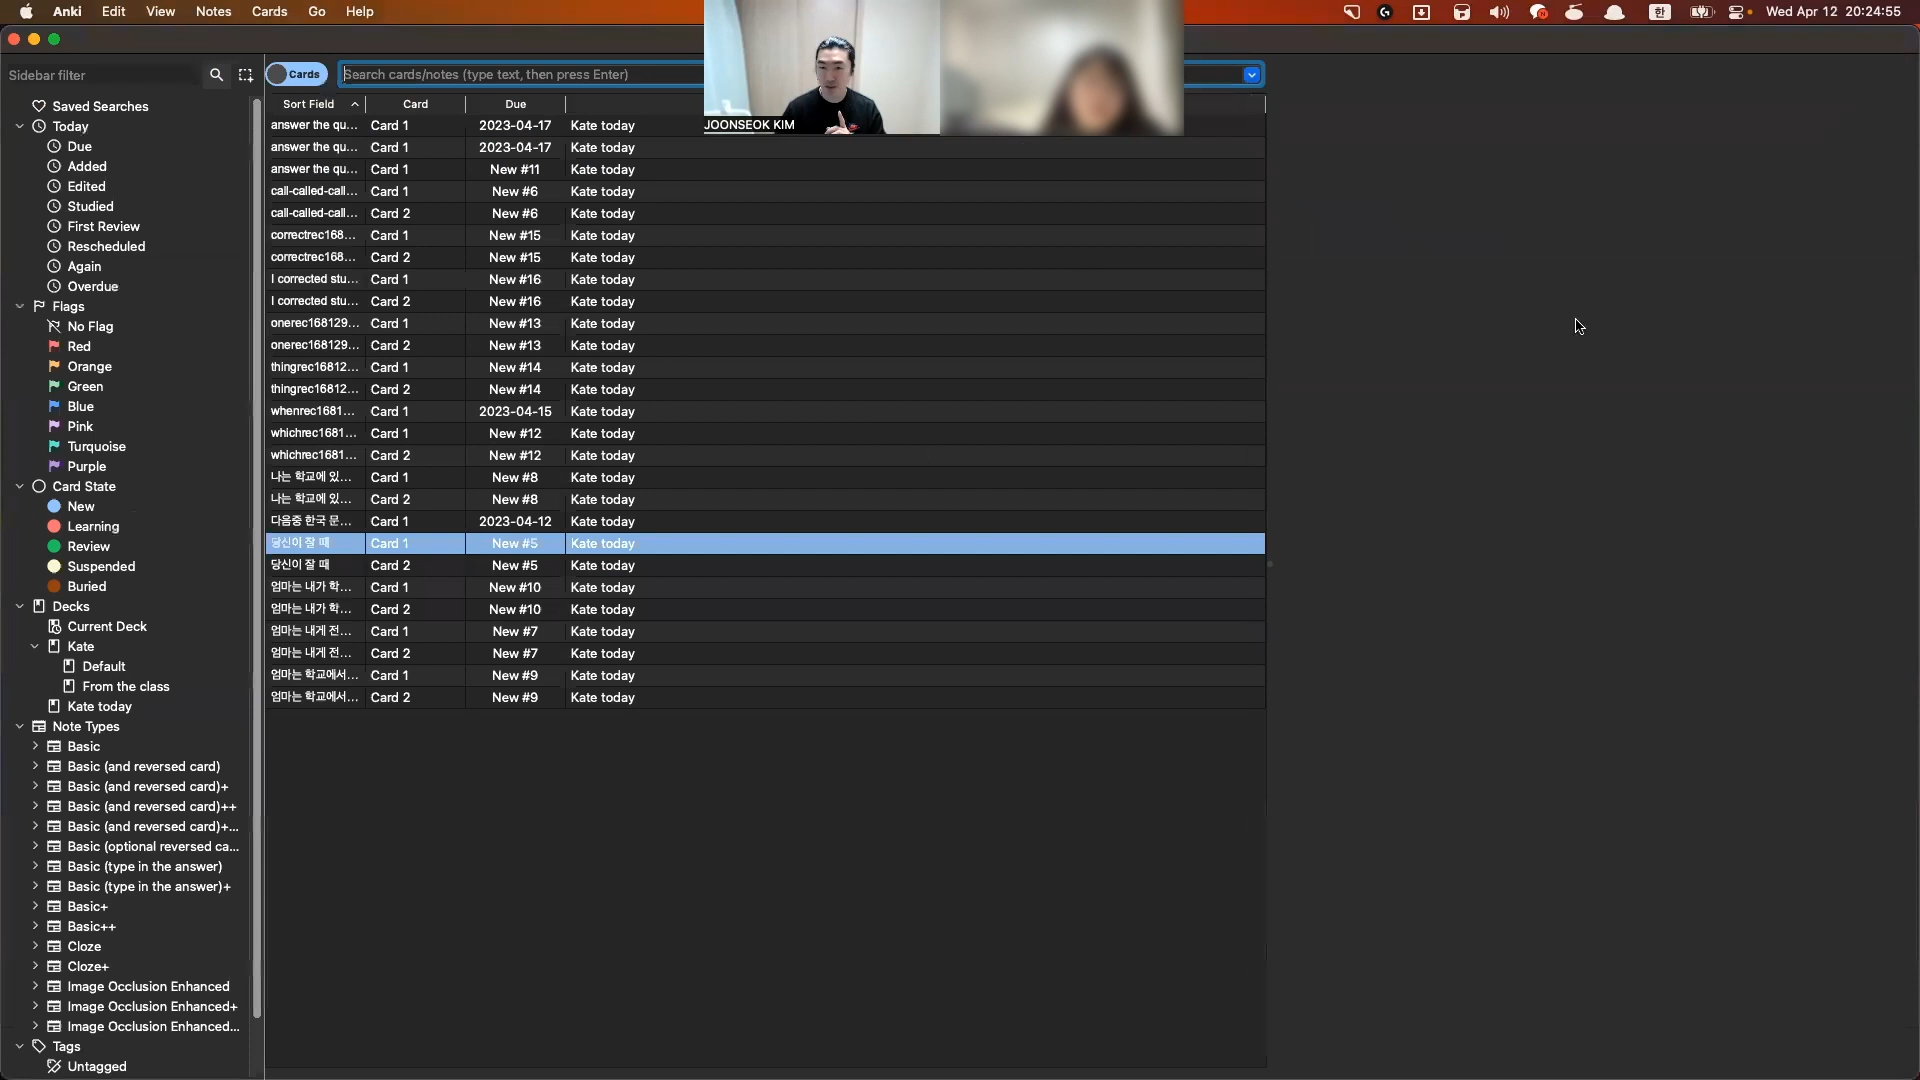 Anki Edit View Notes Cards Go Help
한 Wed Apr 12 20:24:55
Sidebar filter
Cards
Search cards/notes (type text, then press Enter)
JOONSEOK KIM
Saved Searches
Today
Due
Added
Edited
Studied
First Review
Rescheduled
Again
Overdue
Flags
No Flag
Red
Orange
Green
Blue
Pink
Turquoise
Purple
Card State
New
Learning
Review
Suspended
Buried
Decks
Current Deck
Kate
Default
From the class
Kate today
Note Types
Basic
Basic (and reversed card)
Basic (and reversed card)+
Basic (and reversed card)++
Basic (and reversed card)+...
Basic (optional reversed ca...
Basic (type in the answer)
Basic (type in the answer)+
Basic+
Basic++
Cloze
Cloze+
Image Occlusion Enhanced
Image Occlusion Enhanced+
Image Occlusion Enhanced...
Tags
Untagged
Sort Field Card Due
answer the qu... Card 1 2023-04-17 Kate today
answer the qu... Card 1 2023-04-17 Kate today
answer the qu... Card 1 New #11 Kate today
call-called-call... Card 1 New #6 Kate today
call-called-call... Card 2 New #6 Kate today
correctrec168... Card 1 New #15 Kate today
correctrec168... Card 2 New #15 Kate today
I corrected stu... Card 1 New #16 Kate today
I corrected stu... Card 2 New #16 Kate today
onerec168129... Card 1 New #13 Kate today
onerec168129... Card 2 New #13 Kate today
thingrec16812... Card 1 New #14 Kate today
thingrec16812... Card 2 New #14 Kate today
whenrec1681... Card 1 2023-04-15 Kate today
whichrec1681... Card 1 New #12 Kate today
whichrec1681... Card 2 New #12 Kate today
나는 학교에 있... Card 1 New #8 Kate today
나는 학교에 있... Card 2 New #8 Kate today
다음중 한국 문... Card 1 2023-04-12 Kate today
당신이 잘 때 Card 1 New #5 Kate today
당신이 잘 때 Card 2 New #5 Kate today
엄마는 내가 학... Card 1 New #10 Kate today
엄마는 내가 학... Card 2 New #10 Kate today
엄마는 내게 전... Card 1 New #7 Kate today
엄마는 내게 전... Card 2 New #7 Kate today
엄마는 학교에서... Card 1 New #9 Kate today
엄마는 학교에서... Card 2 New #9 Kate today